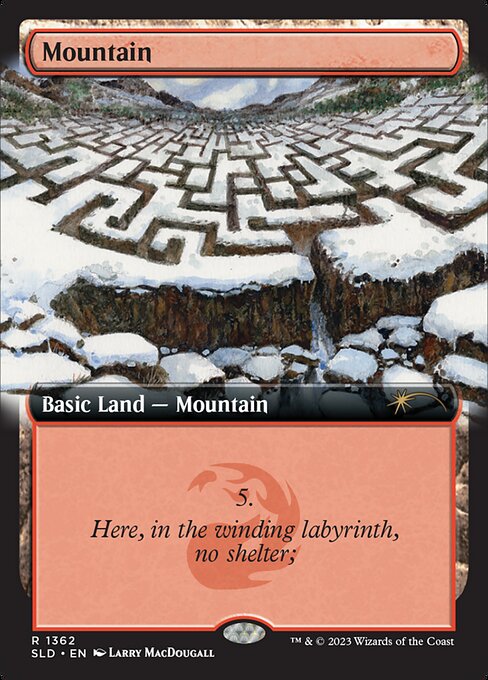 Mountain
Basic Land — Mountain
5.
Here, in the winding labyrinth,
no shelter;
R 1362
SLD • EN Larry MacDougall
™ & © 2023 Wizards of the Coast